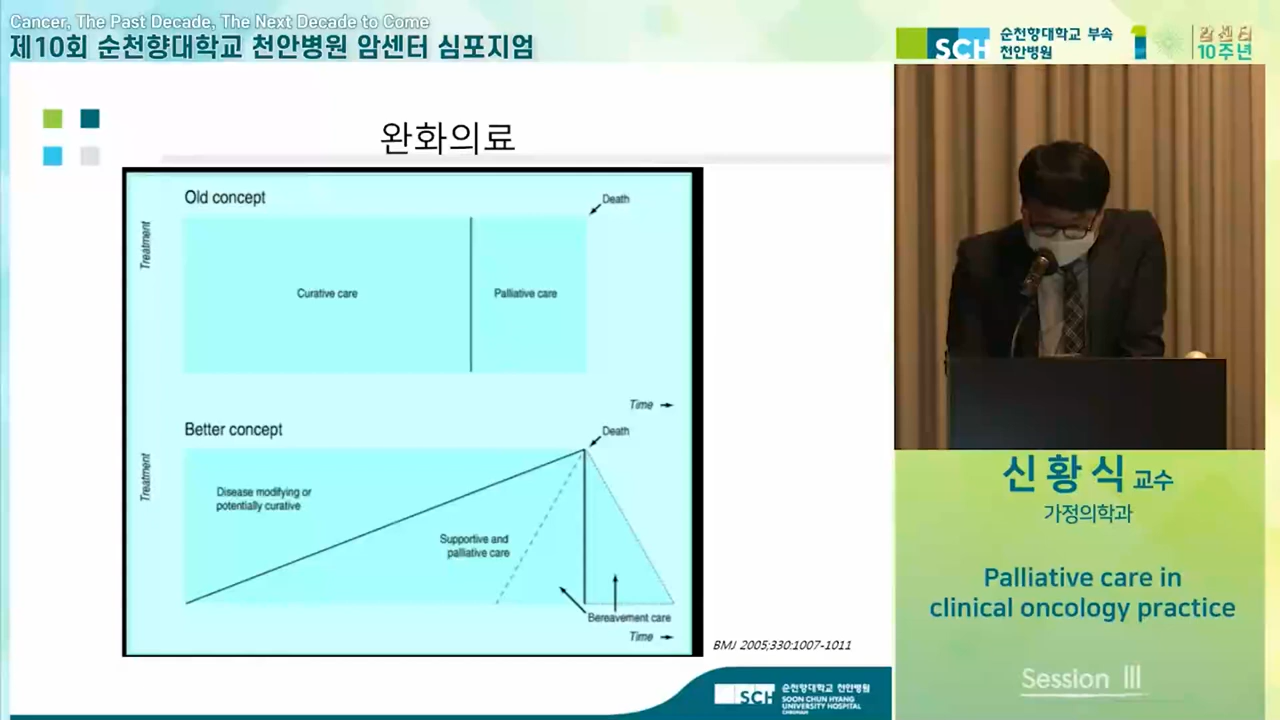 Cancer, The Past Decade, The Next Decade to Come
제10회 순천향대학교 천안병원 암센터 심포지엄
SCH 순천향대학교 부속
천안병원
암센터
10주년
완화의료
Old concept
Death
Treatment
Curative care
Palliative care
Time
Better concept
Death
Treatment
Disease modifying or
potentially curative
Supportive and
palliative care
Bereavement care
Time
BMJ 2005;330:1007-1011
SCH 순천향대학교 천안병원
SOON CHUN HYANG
UNIVERSITY HOSPITAL
CHEONAN
신황식 교수
가정의학과
Palliative care in
clinical oncology practice
Session III